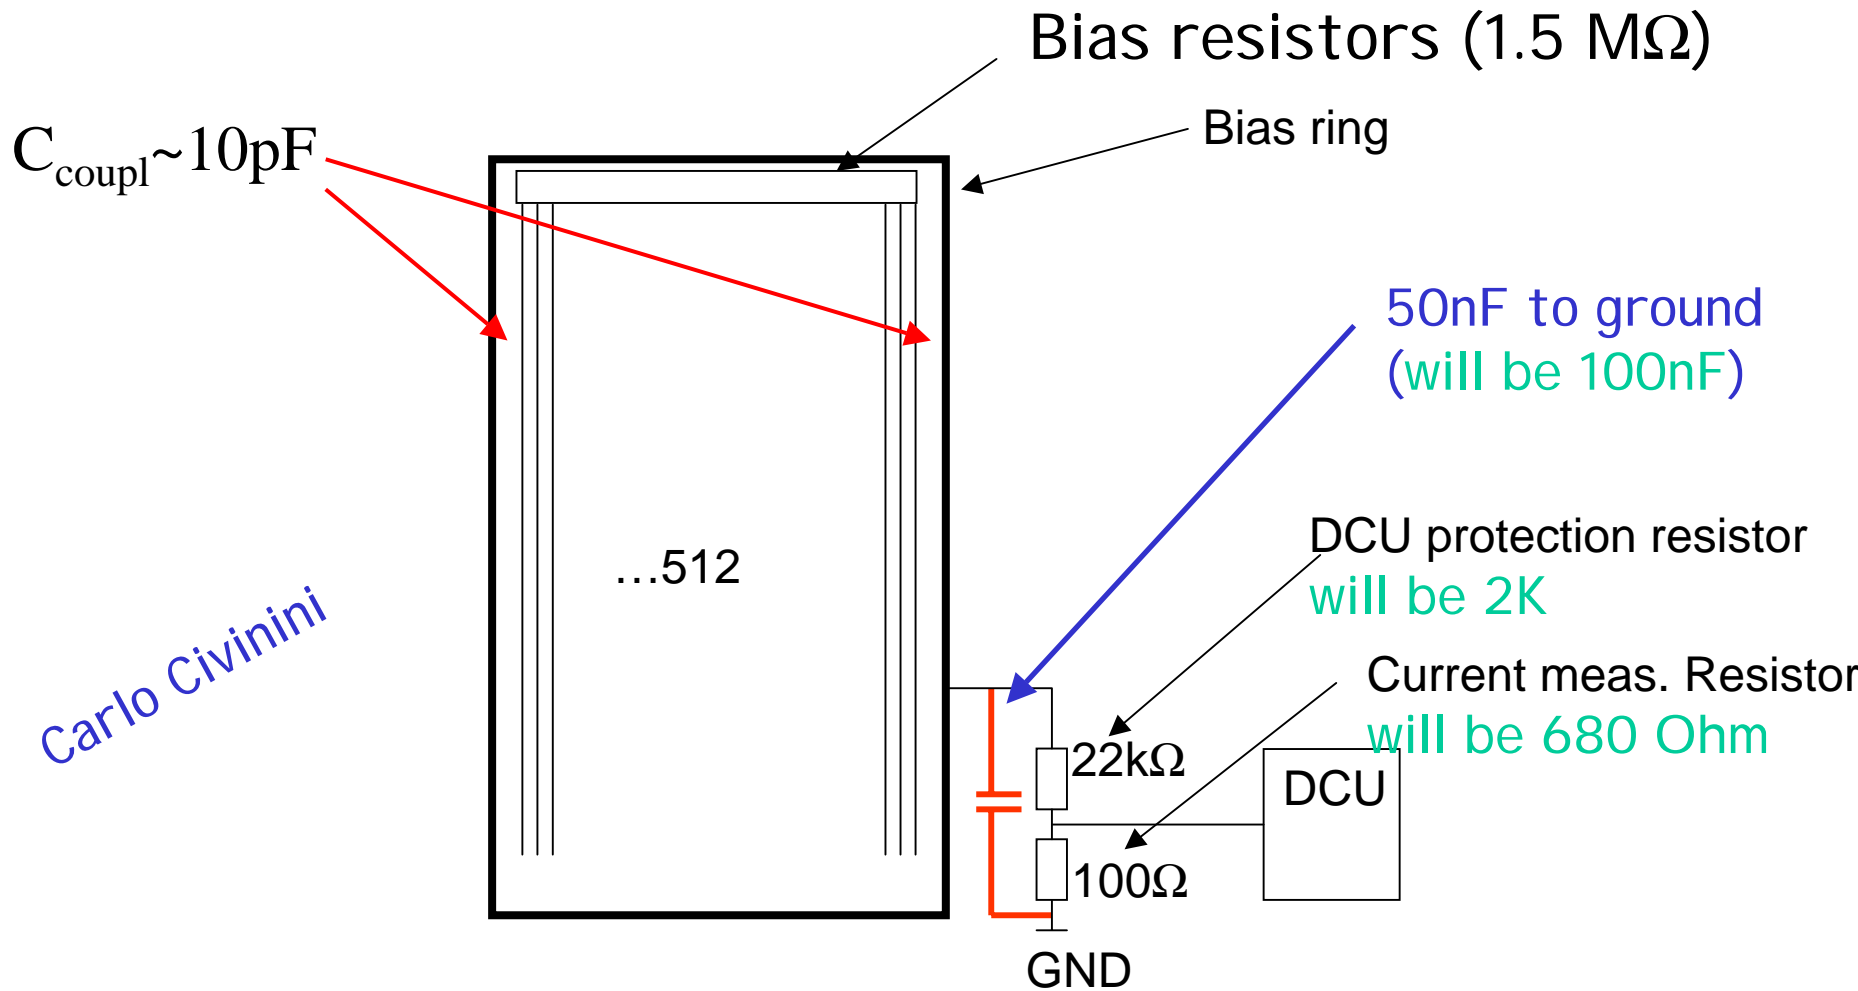 Bias resistors (1.5 MΩ)
Bias ring
C_coupl~10pF
50nF to ground
(will be 100nF)
DCU protection resistor
will be 2K
…512
Carlo Civinini
Current meas. Resistor
will be 680 Ohm
22kΩ
DCU
100Ω
GND